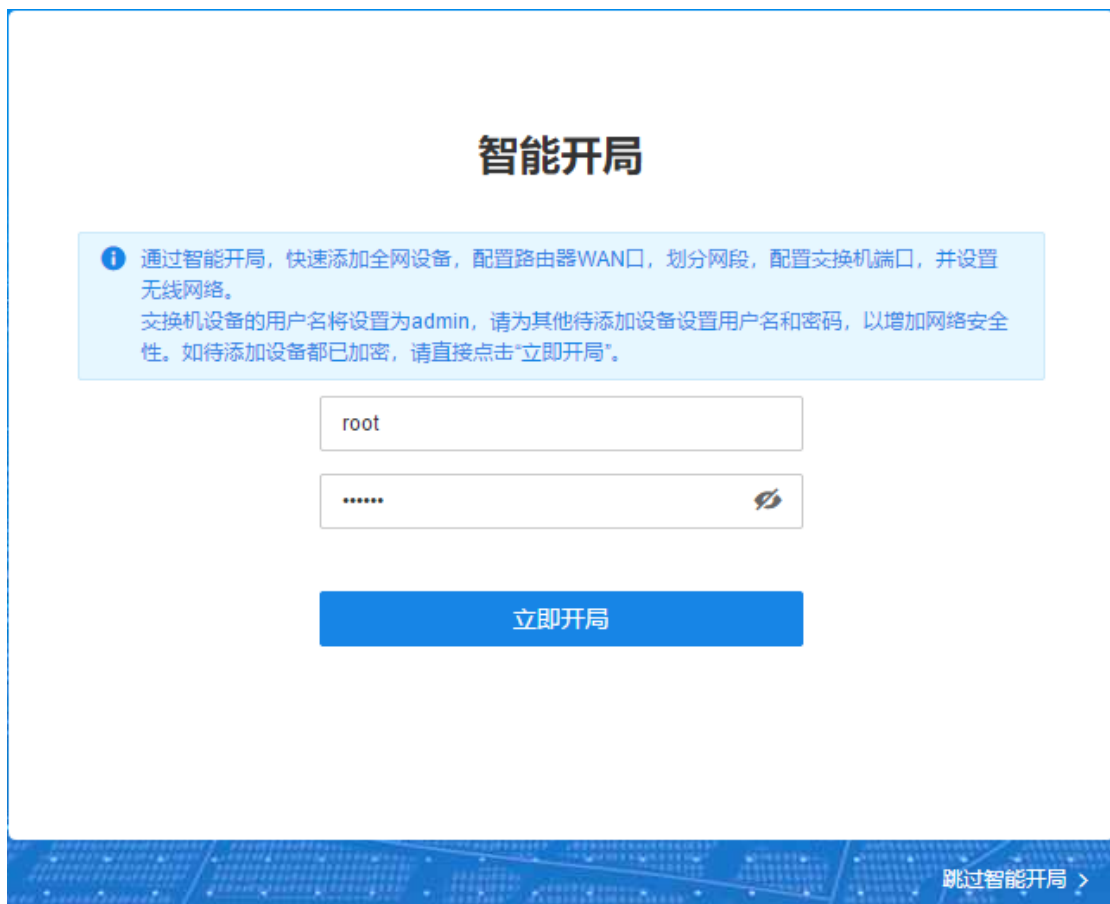 智能开局
通过智能开局，快速添加全网设备，配置路由器WAN口，划分网段，配置交换机端口，并设置
无线网络。
交换机设备的用户名将设置为admin，请为其他待添加设备设置用户名和密码，以增加网络安全
性。如待添加设备都已加密，请直接点击“立即开局”。
root
••••••
立即开局
跳过智能开局 >